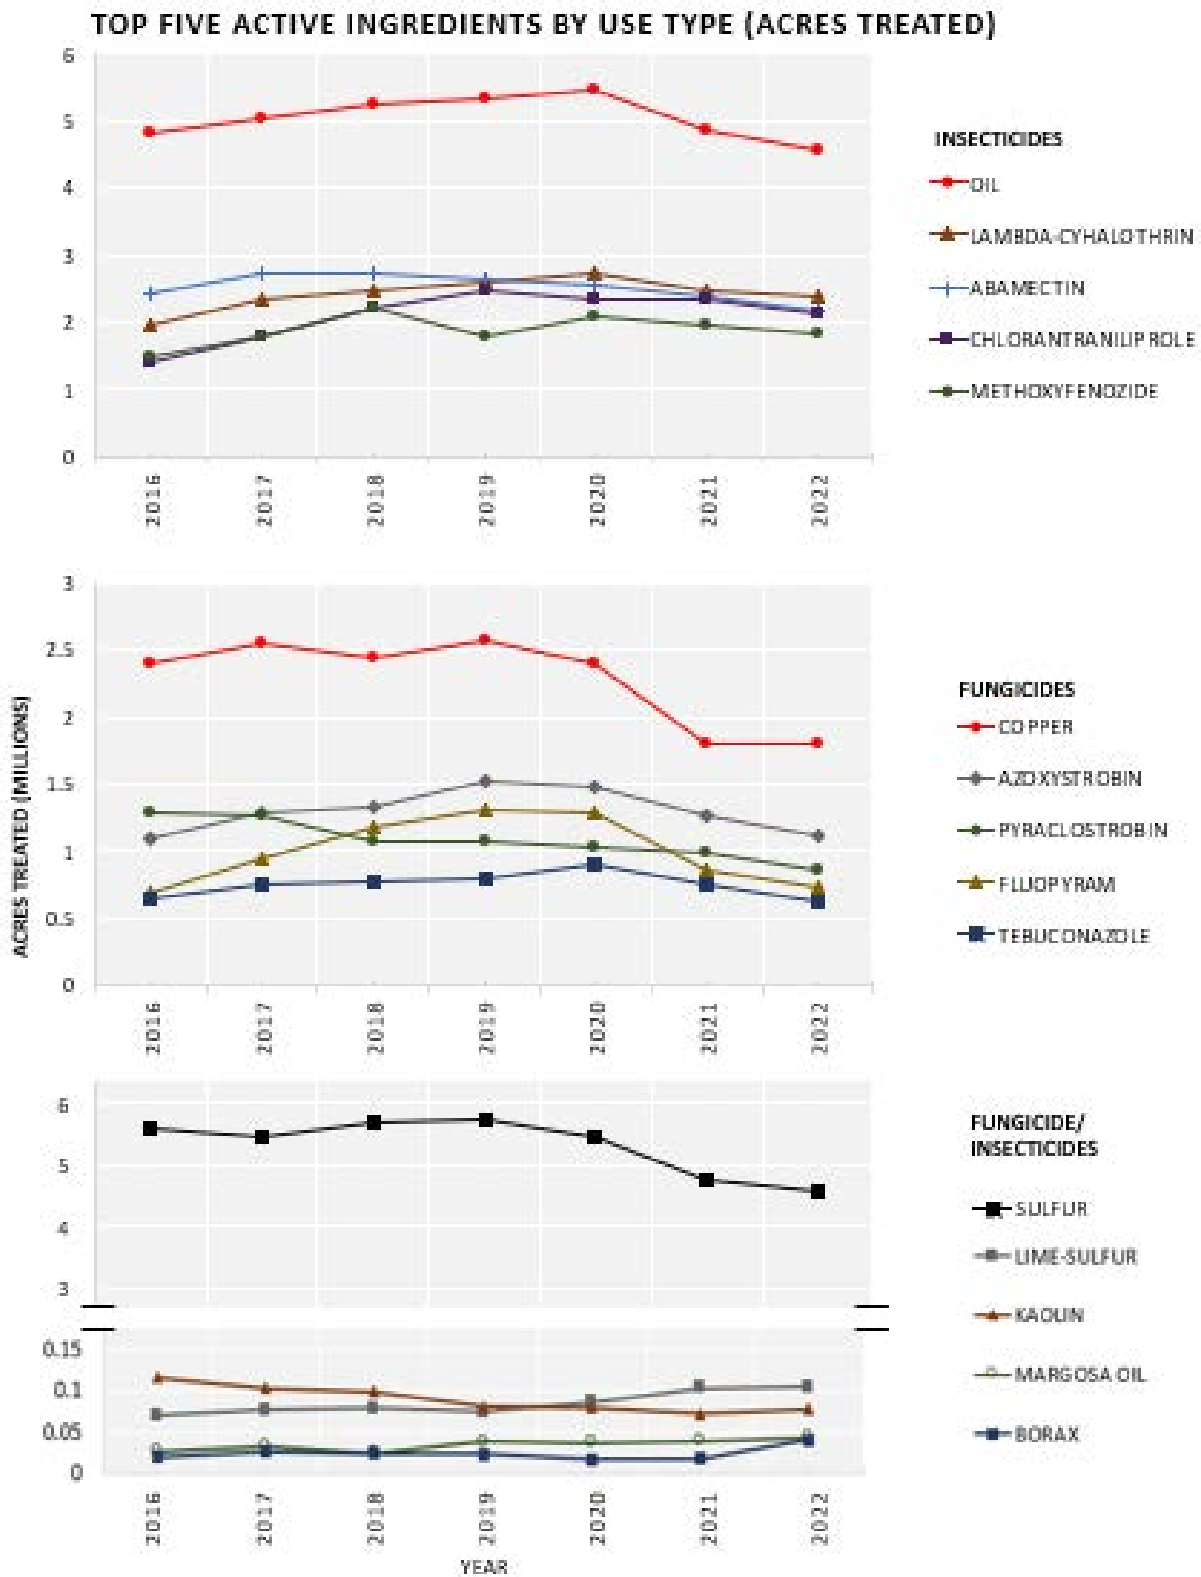 TOP FIVE ACTIVE INGREDIENTS BY USE TYPE (ACRES TREATED)
6
5
4
3
2
1
0
2016
2017
2018
2019
2020
2021
2022
INSECTICIDES
OIL
LAMBDA-CYHALOTHRIN
ABAMECTIN
CHLORANTRANILIPROLE
METHOXYFENOZIDE
ACRES TREATED (MILLIONS)
3
2.5
2
1.5
1
0.5
0
2016
2017
2018
2019
2020
2021
2022
FUNGICIDES
COPPER
AZOXYSTROBIN
PYRACLOSTROBIN
FLUOPYRAM
TEBUCONAZOLE
6
5
4
3
0.15
0.1
0.05
0
2016
2017
2018
2019
2020
2021
2022
YEAR
FUNGICIDE/
INSECTICIDES
SULFUR
LIME-SULFUR
KAOLIN
MARGOSA OIL
BORAX